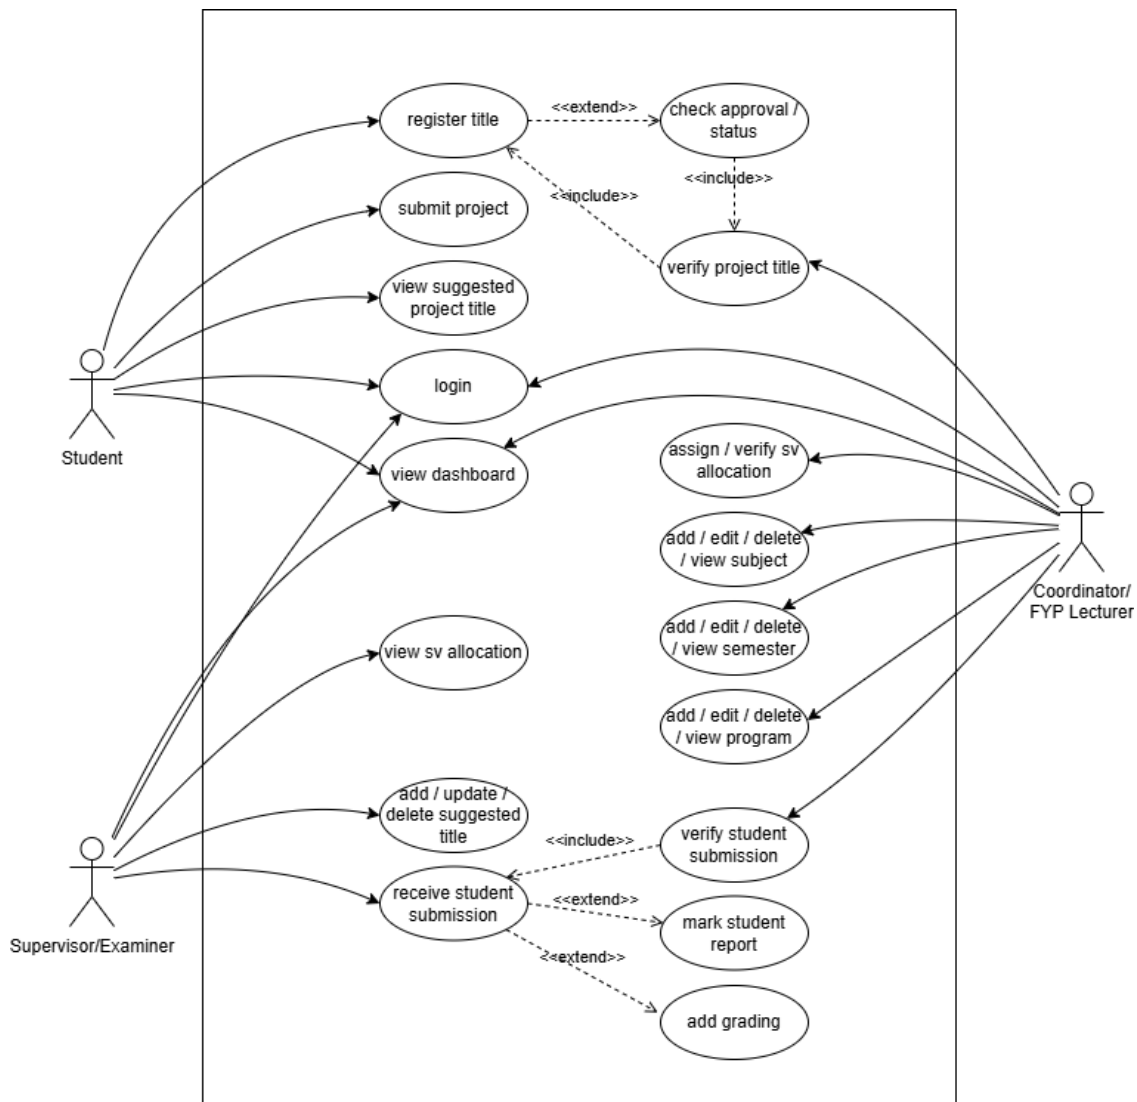 register title
<<extend>>
check approval /
status
<<include>>
<<include>>
submit project
verify project title
view suggested
project title
login
Student
view dashboard
assign / verify sv
allocation
add / edit / delete
/ view subject
Coordinator/
FYP Lecturer
add / edit / delete
/ view semester
view sv allocation
add / edit / delete
/ view program
add / update /
delete suggested
title
<<include>>
verify student
submission
receive student
submission
<<extend>>
mark student
report
Supervisor/Examiner
<<extend>>
add grading